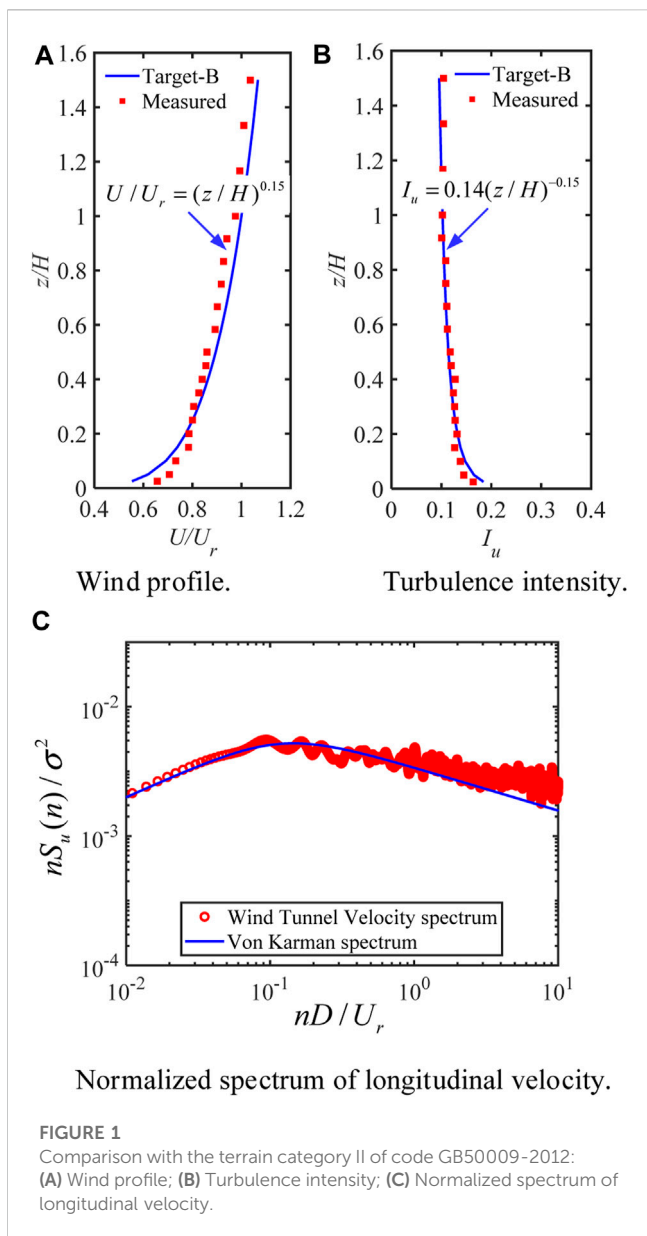 A
1.6
1.4
1.2
1
0.8
0.6
0.4
0.2
0
z/H
Target-B
Measured
U / U_r = (z / H)^0.15
0.4 0.6 0.8 1 1.2
U/U_r
Wind profile.
B
1.6
1.4
1.2
1
0.8
0.6
0.4
0.2
0
z/H
Target-B
Measured
I_u = 0.14(z / H)^−0.15
0 0.1 0.2 0.3 0.4
I_u
Turbulence intensity.
C
10^-2
10^-3
10^-4
nS_u(n) / σ^2
Wind Tunnel Velocity spectrum
Von Karman spectrum
10^-2 10^-1 10^0 10^1
nD / U_r
Normalized spectrum of longitudinal velocity.
FIGURE 1
Comparison with the terrain category II of code GB50009-2012:
(A) Wind profile; (B) Turbulence intensity; (C) Normalized spectrum of
longitudinal velocity.